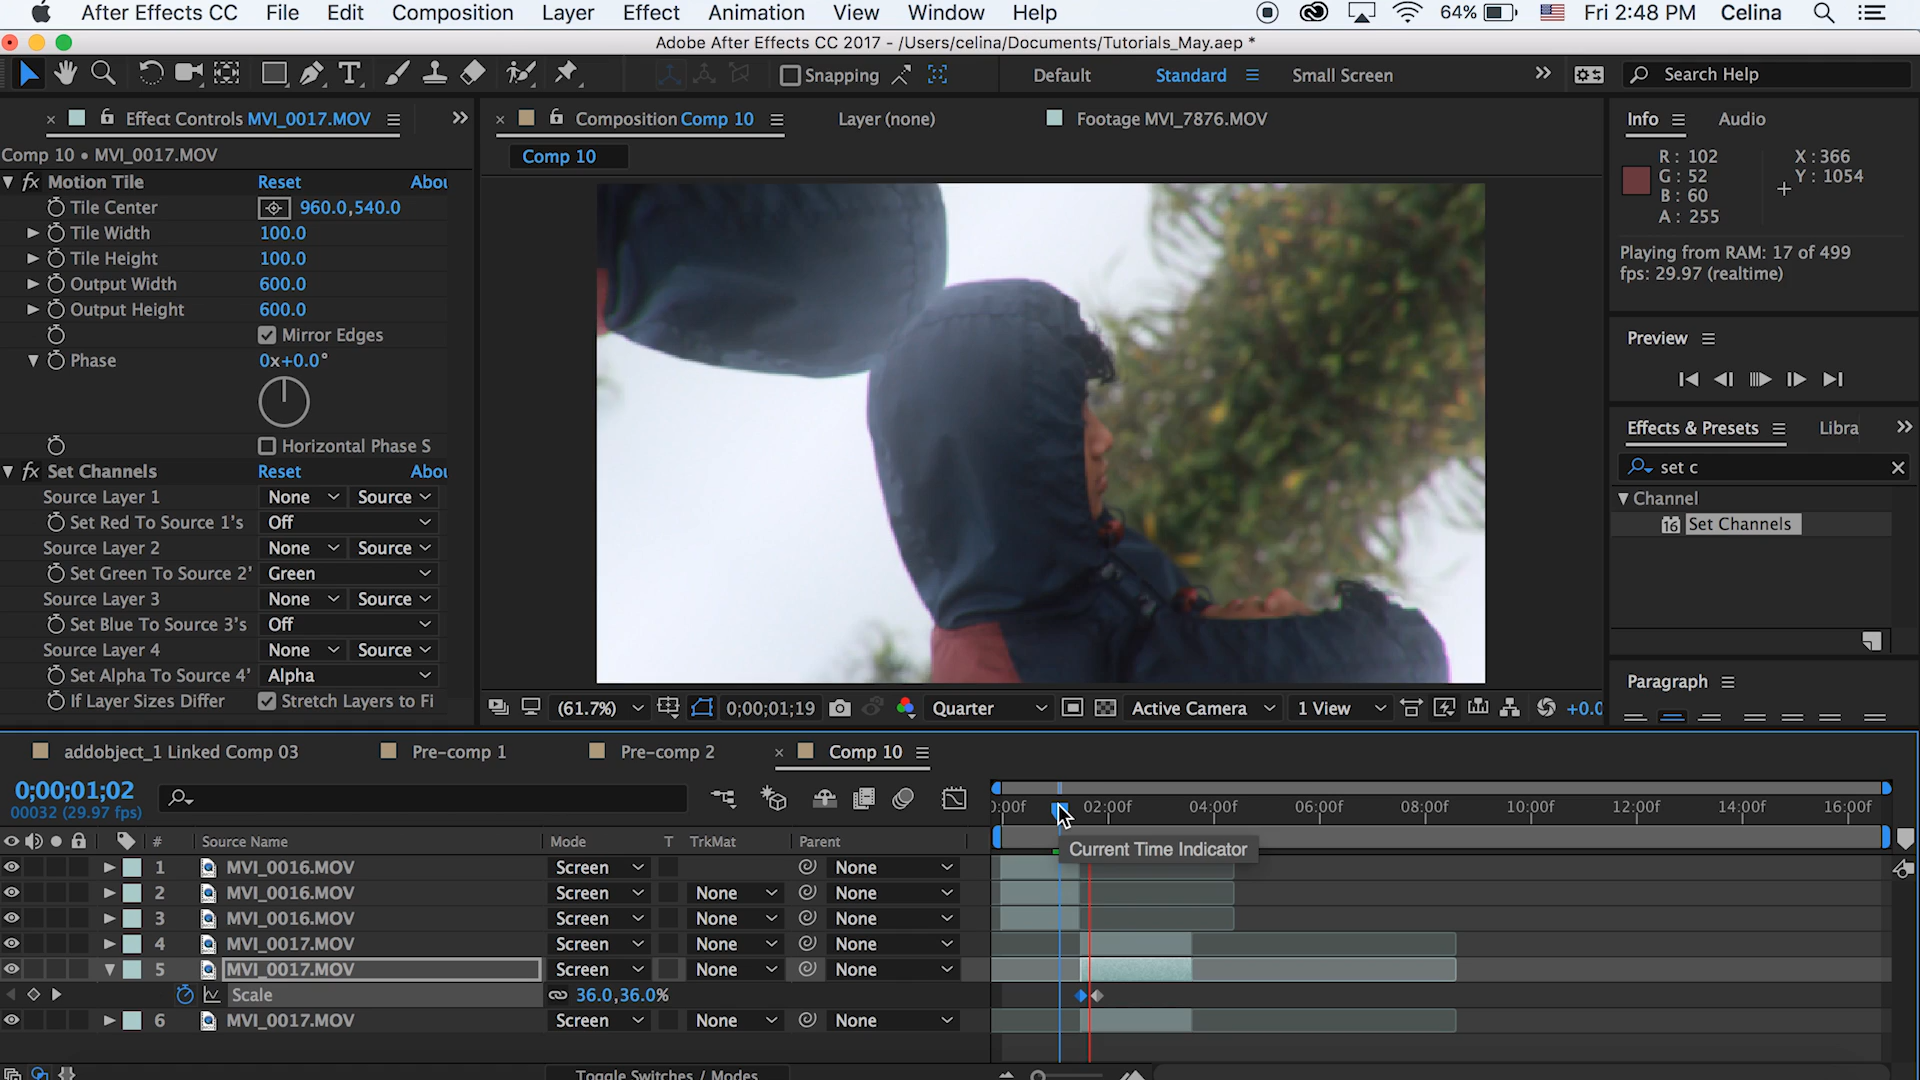 After Effects CC File Edit Composition Layer Effect Animation View Window Help 64% Fri 2:48 PM Celina
Adobe After Effects CC 2017 - /Users/celina/Documents/Tutorials_May.aep *
Snapping Default Standard Small Screen Search Help
Effect Controls MVI_0017.MOV
Comp 10 • MVI_0017.MOV
Motion Tile Reset Abou
Tile Center 960.0,540.0
Tile Width 100.0
Tile Height 100.0
Output Width 600.0
Output Height 600.0
Mirror Edges
Phase 0x+0.0°
Horizontal Phase S
Set Channels Reset Abou
Source Layer 1 None Source
Set Red To Source 1's Off
Source Layer 2 None Source
Set Green To Source 2' Green
Source Layer 3 None Source
Set Blue To Source 3's Off
Source Layer 4 None Source
Set Alpha To Source 4' Alpha
If Layer Sizes Differ Stretch Layers to Fi
Composition Comp 10 Layer (none) Footage MVI_7876.MOV
Comp 10
(61.7%) 0;00;01;19 Quarter Active Camera 1 View +0.0
Info Audio
R: 102 X: 366
G: 52 Y: 1054
B: 60
A: 255
Playing from RAM: 17 of 499
fps: 29.97 (realtime)
Preview
Effects & Presets Libra
set c
Channel
16 Set Channels
Paragraph
addobject_1 Linked Comp 03 Pre-comp 1 Pre-comp 2 Comp 10
0;00;01;02
00032 (29.97 fps)
):00f 02:00f 04:00f 06:00f 08:00f 10:00f 12:00f 14:00f 16:00f
# Source Name Mode T TrkMat Parent
Current Time Indicator
1 MVI_0016.MOV Screen None
2 MVI_0016.MOV Screen None None
3 MVI_0016.MOV Screen None None
4 MVI_0017.MOV Screen None None
5 MVI_0017.MOV Screen None None
Scale 36.0,36.0%
6 MVI_0017.MOV Screen None None
Toggle Switches / Modes